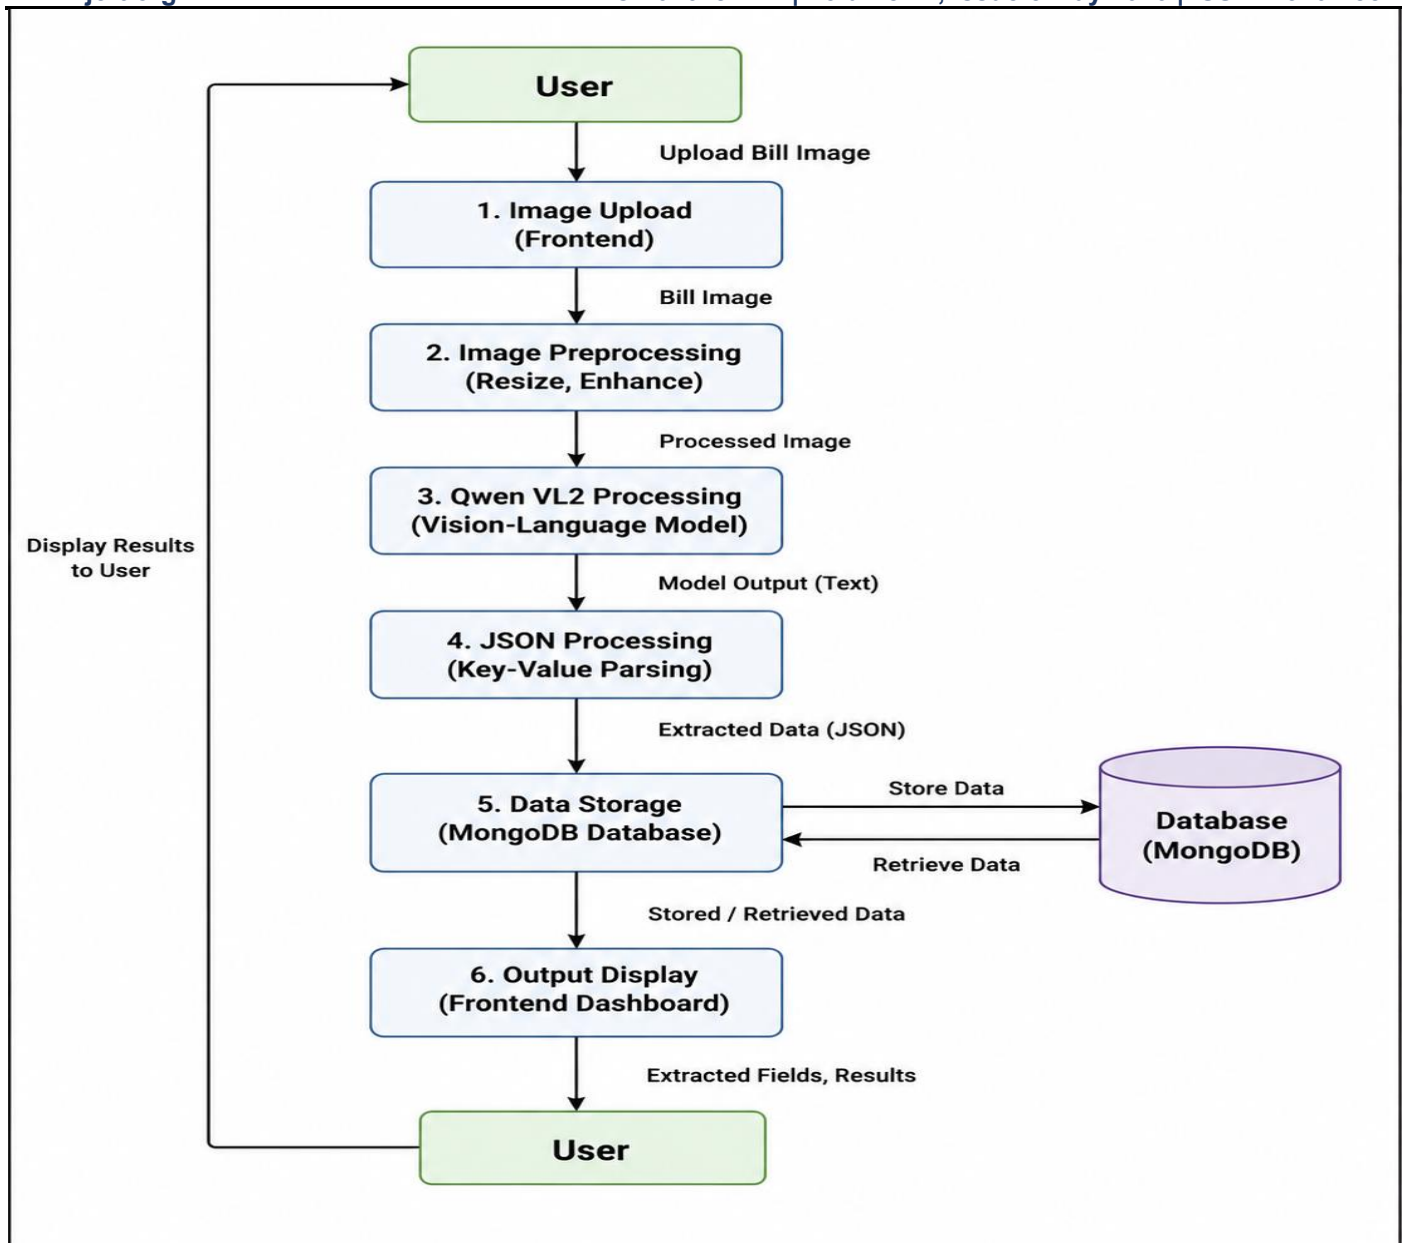 User
Upload Bill Image
1. Image Upload
(Frontend)
Bill Image
2. Image Preprocessing
(Resize, Enhance)
Processed Image
3. Qwen VL2 Processing
(Vision-Language Model)
Display Results
to User
Model Output (Text)
4. JSON Processing
(Key-Value Parsing)
Extracted Data (JSON)
5. Data Storage
(MongoDB Database)
Store Data
Retrieve Data
Database
(MongoDB)
Stored / Retrieved Data
6. Output Display
(Frontend Dashboard)
Extracted Fields, Results
User